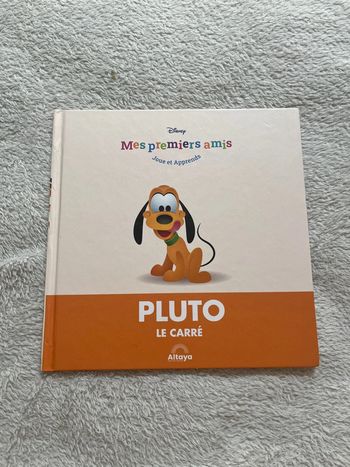 Disney
Mes premiers amis
Joue et Apprends
PLUTO
LE CARRÉ
Altaya